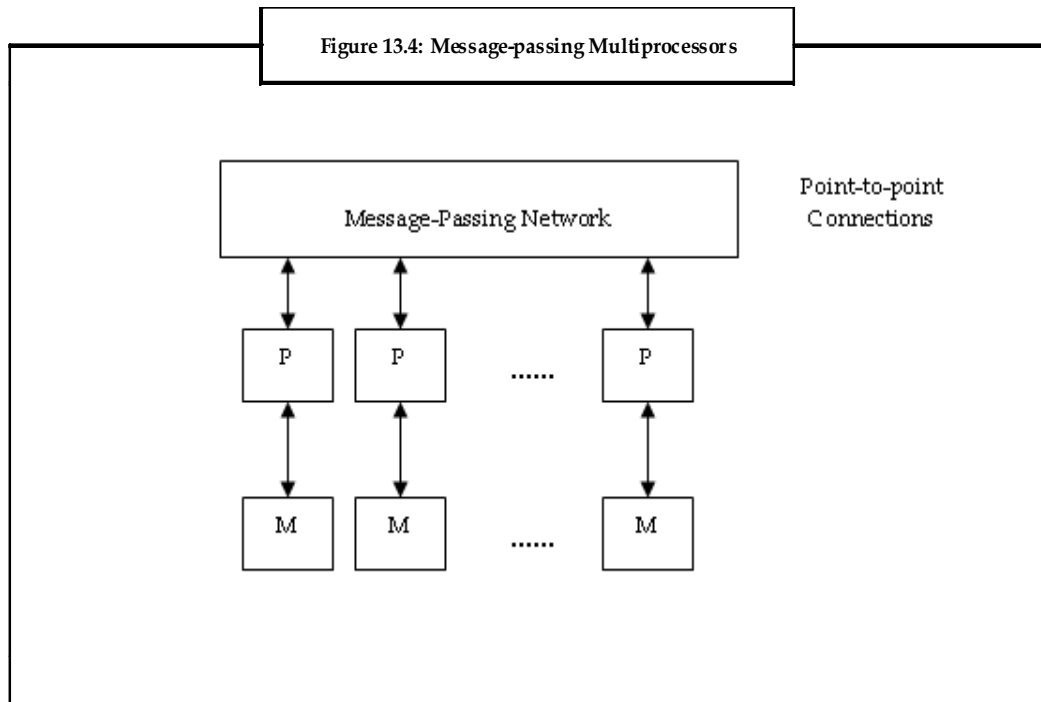 Figure 13.4: Message-passing Multiprocessors
Message-Passing Network
Point-to-point
Connections
P P ...... P
M M ...... M